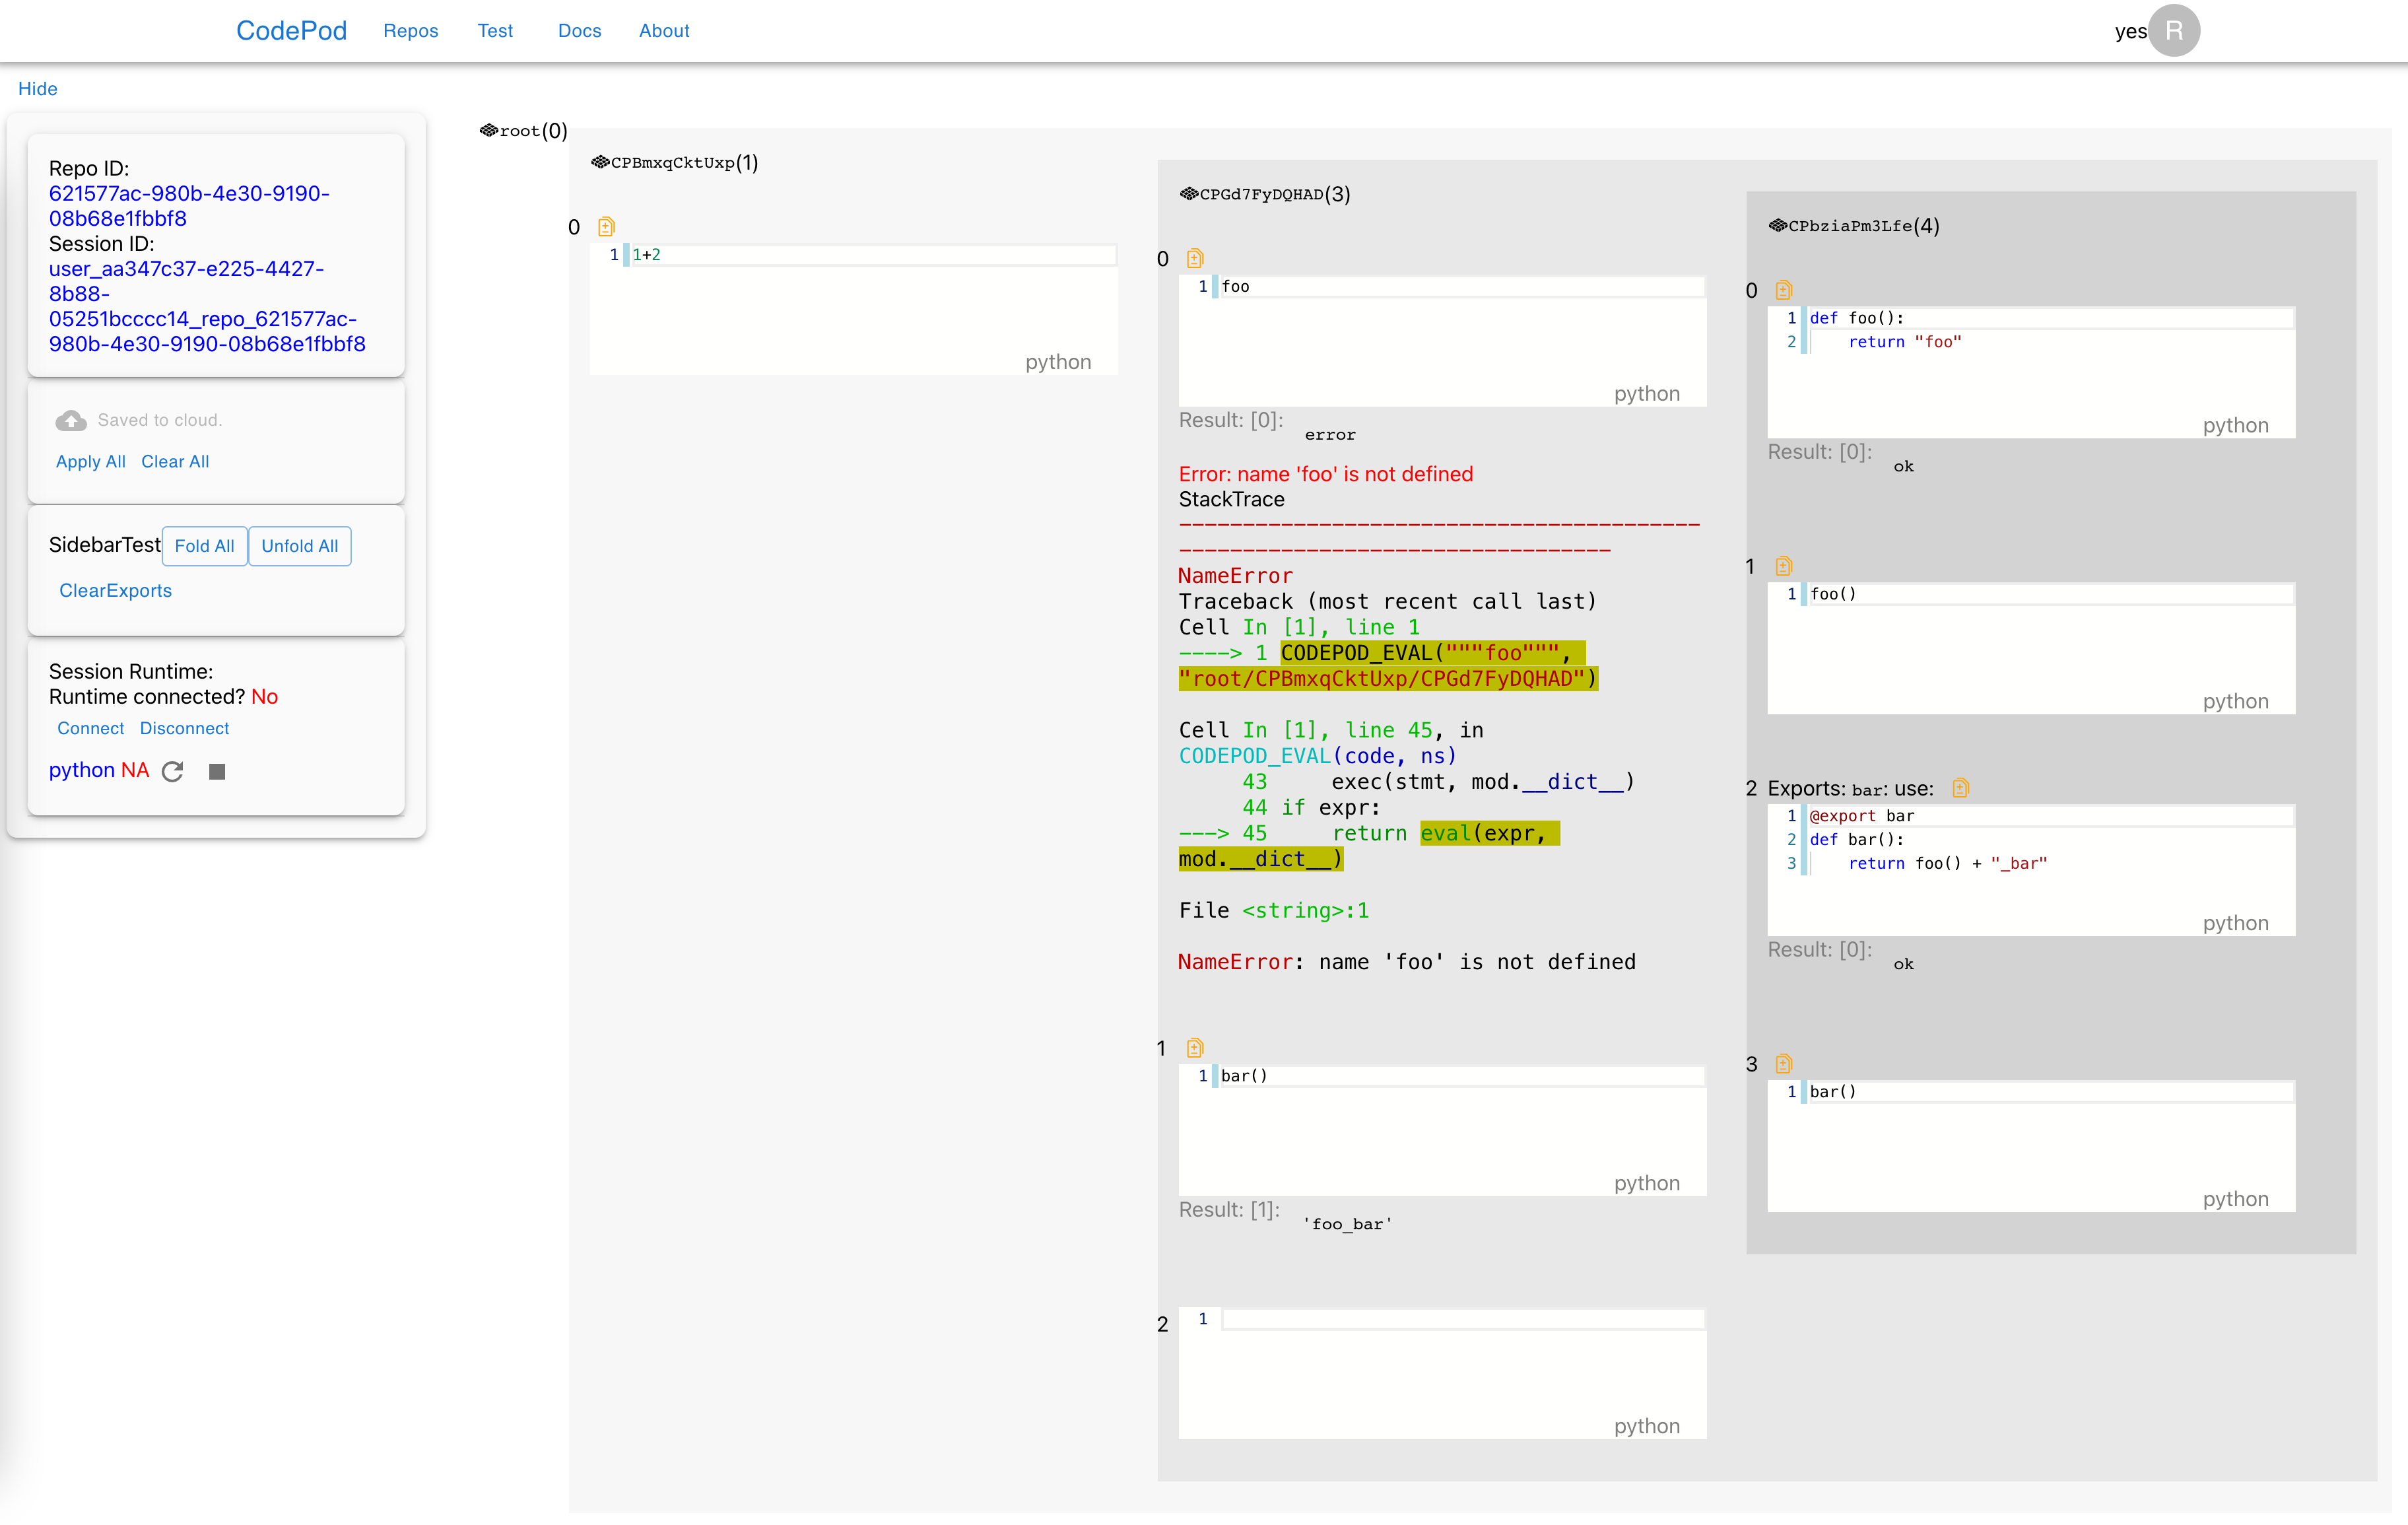 CodePod Repos Test Docs About yes R
Hide
Repo ID:
621577ac-980b-4e30-9190-
08b68e1fbbf8
Session ID:
user_aa347c37-e225-4427-
8b88-
05251bcccc14_repo_621577ac-
980b-4e30-9190-08b68e1fbbf8
Saved to cloud.
Apply All Clear All
SidebarTest Fold All Unfold All
ClearExports
Session Runtime:
Runtime connected? No
Connect Disconnect
python NA
root(0)
CPBmxqCktUxp(1)
0
1 1+2
python
CPGd7FyDQHAD(3)
0
1 foo
python
Result: [0]: error
Error: name 'foo' is not defined
StackTrace
-----------------------------------------
----------------------------------
NameError
Traceback (most recent call last)
Cell In [1], line 1
----> 1 CODEPOD_EVAL("""foo""",
"root/CPBmxqCktUxp/CPGd7FyDQHAD")
Cell In [1], line 45, in
CODEPOD_EVAL(code, ns)
43     exec(stmt, mod.__dict__)
44 if expr:
---> 45     return eval(expr,
mod.__dict__)
File <string>:1
NameError: name 'foo' is not defined
1
1 bar()
python
Result: [1]: 'foo_bar'
2
1
python
CPbziaPm3Lfe(4)
0
1 def foo():
2     return "foo"
python
Result: [0]: ok
1
1 foo()
python
2 Exports: bar: use:
1 @export bar
2 def bar():
3     return foo() + "_bar"
python
Result: [0]: ok
3
1 bar()
python